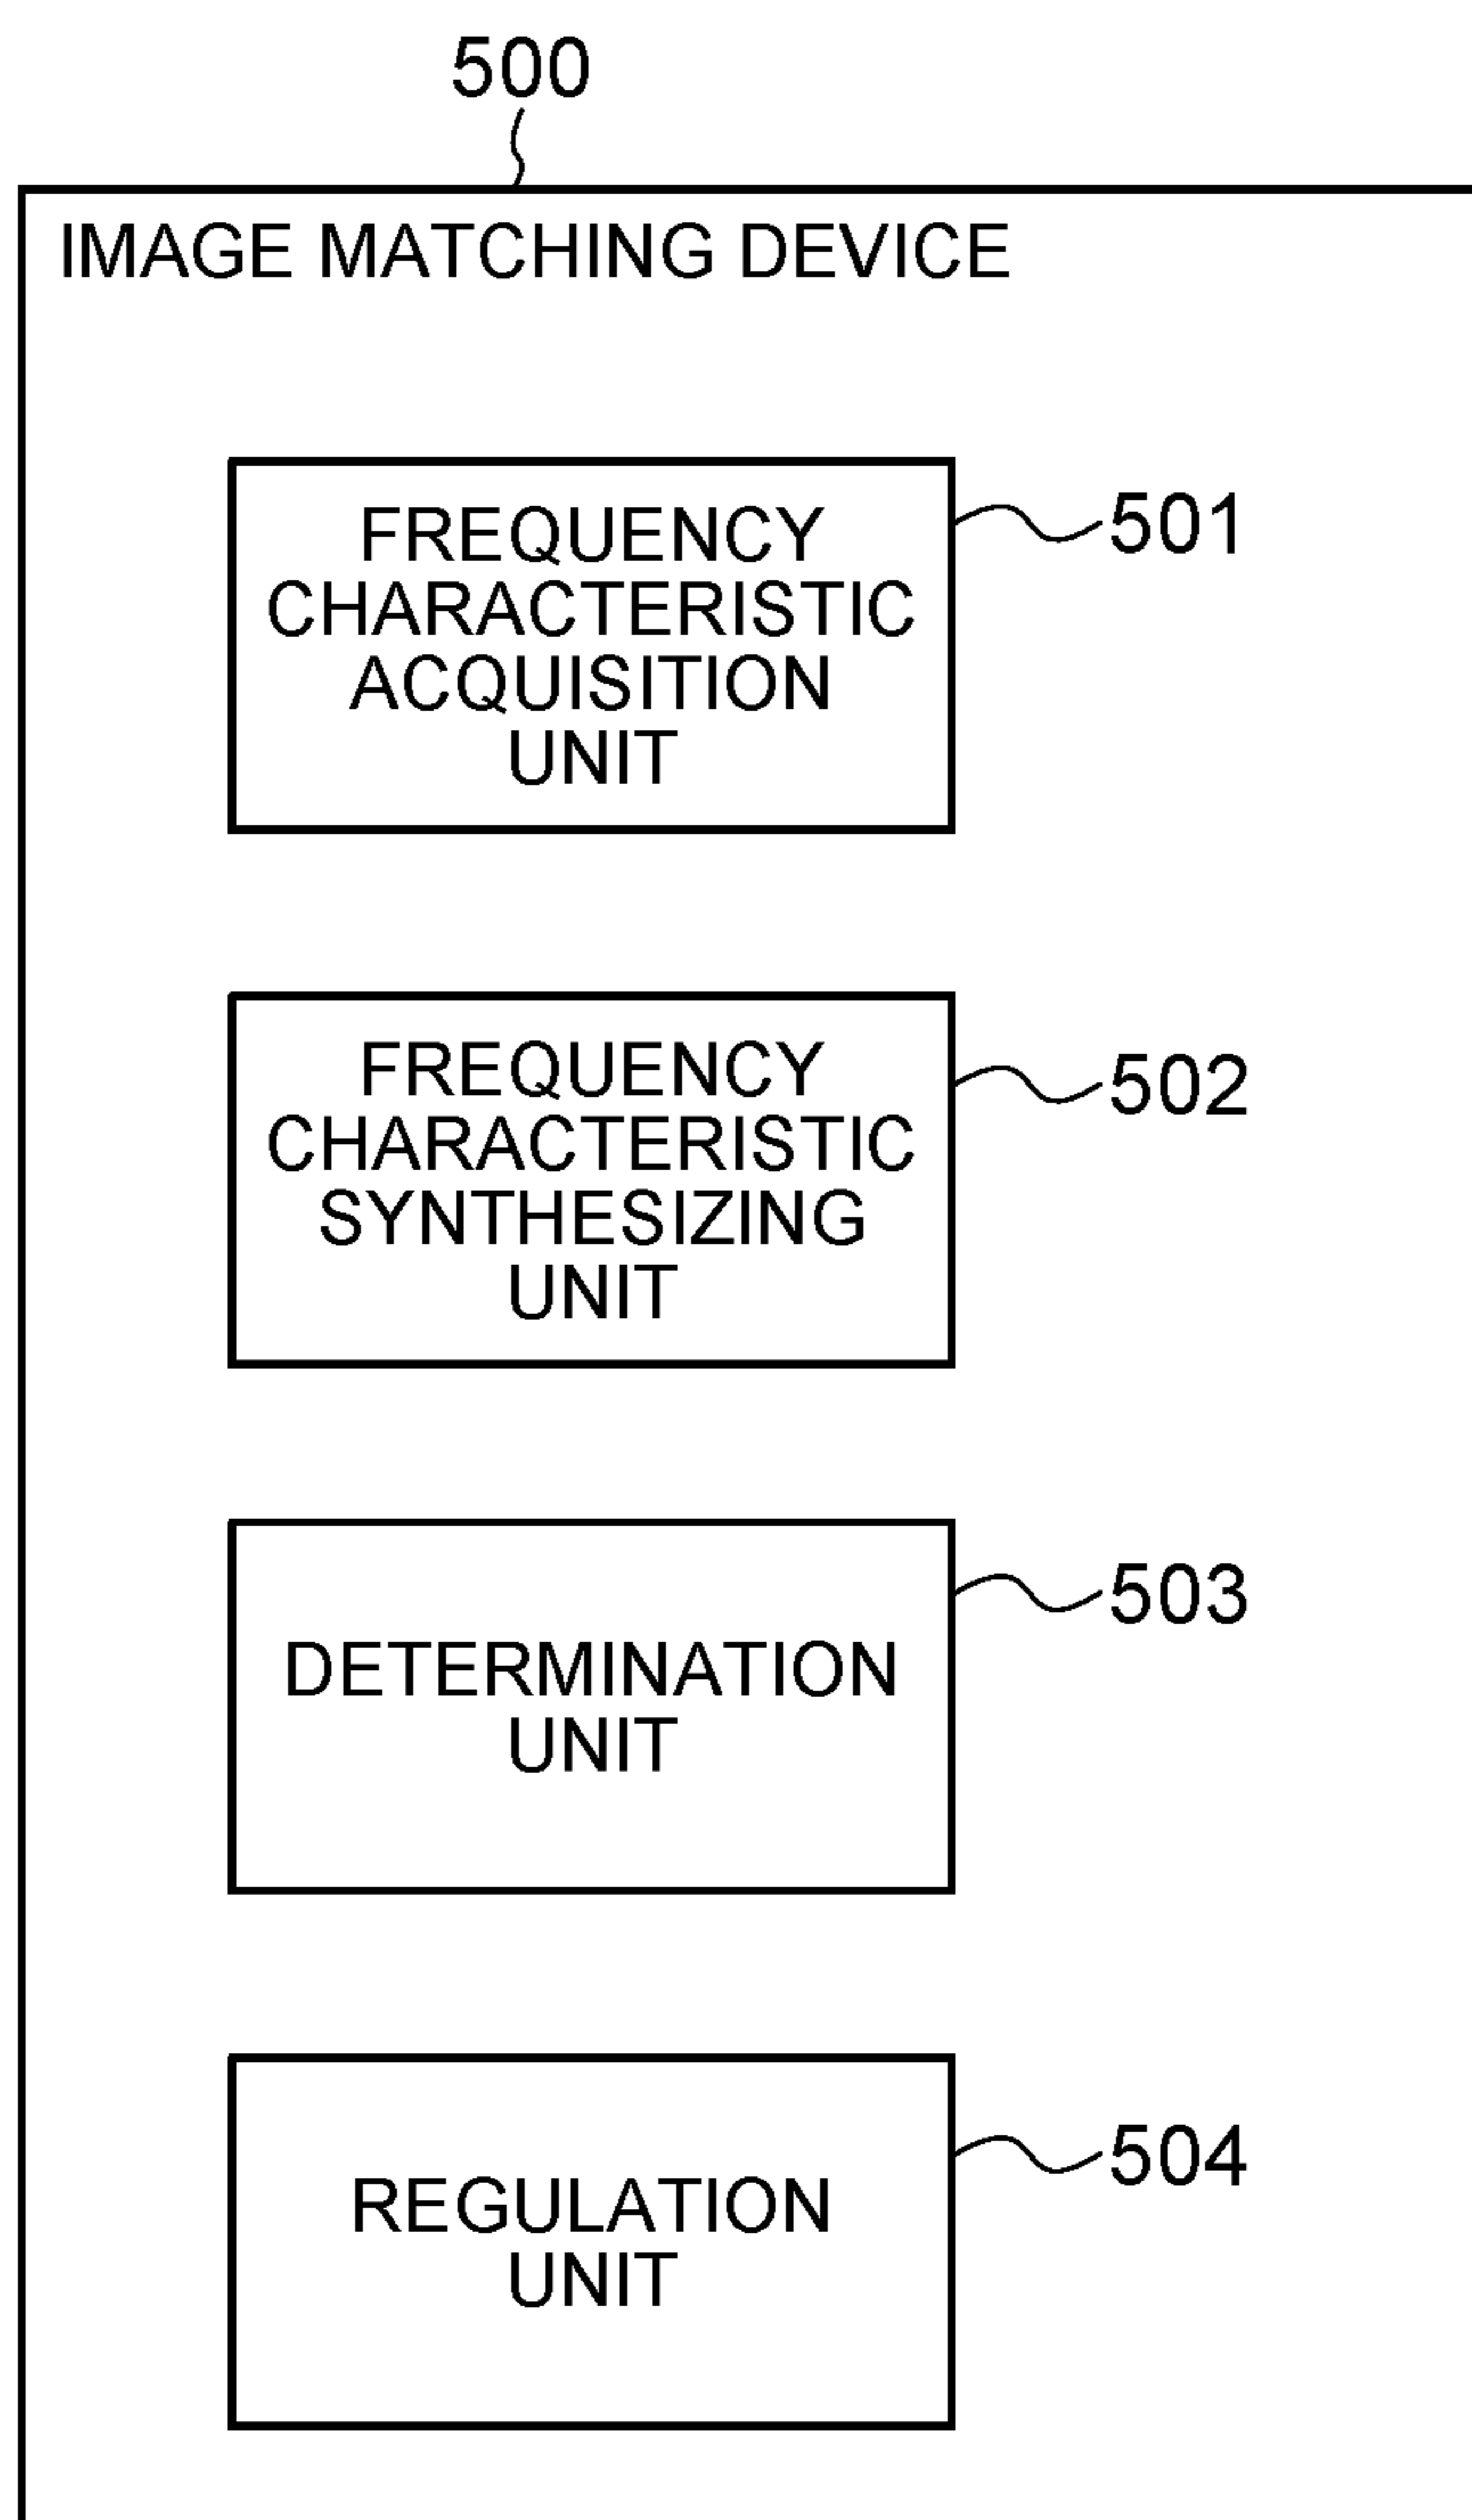 500
IMAGE MATCHING DEVICE
FREQUENCY
CHARACTERISTIC
ACQUISITION
UNIT
501
FREQUENCY
CHARACTERISTIC
SYNTHESIZING
UNIT
502
DETERMINATION
UNIT
503
REGULATION
UNIT
504